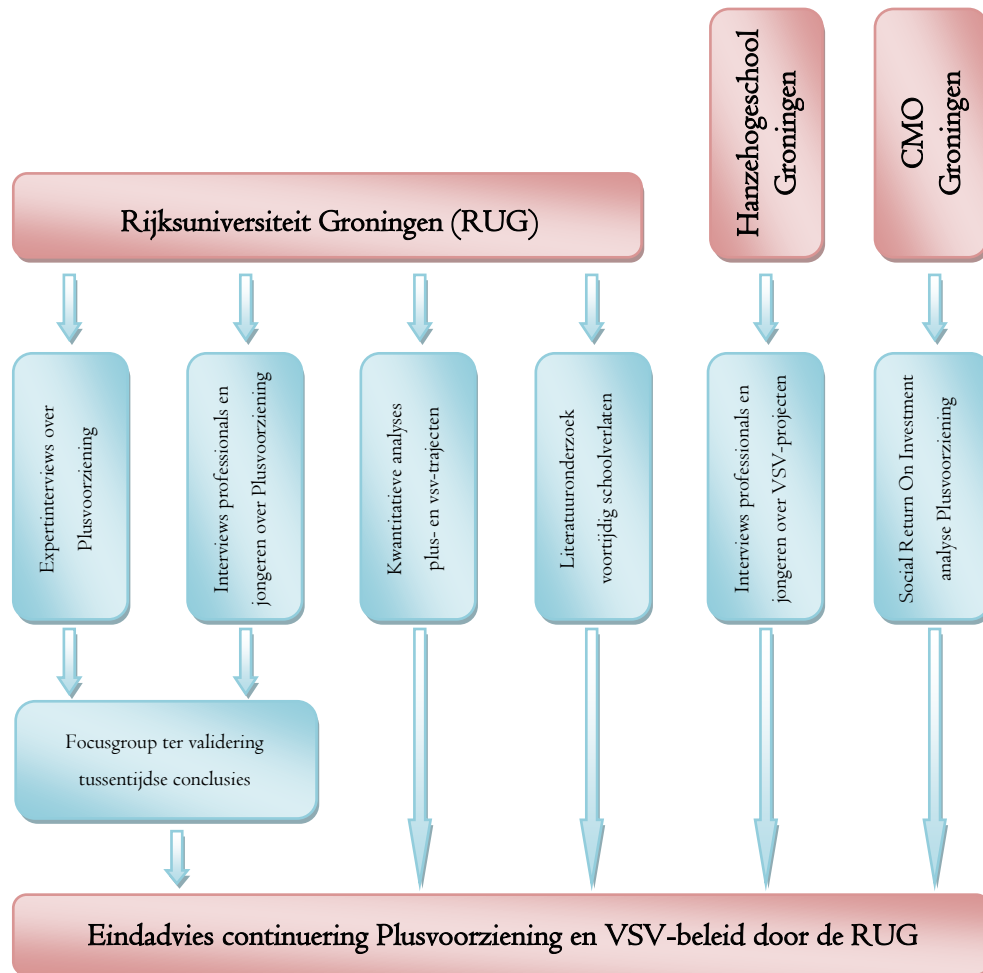 Hanzehogeschool
Groningen
CMO
Groningen
Rijksuniversiteit Groningen (RUG)
Expertinterviews over
Plusvoorziening
Interviews professionals en
jongeren over Plusvoorziening
Kwantitatieve analyses
plus- en vsv-trajecten
Literatuuronderzoek
voortijdig schoolverlaten
Interviews professionals en
jongeren over VSV-projecten
Social Return On Investment
analyse Plusvoorziening
Focusgroup ter validering
tussentijdse conclusies
Eindadvies continuering Plusvoorziening en VSV-beleid door de RUG